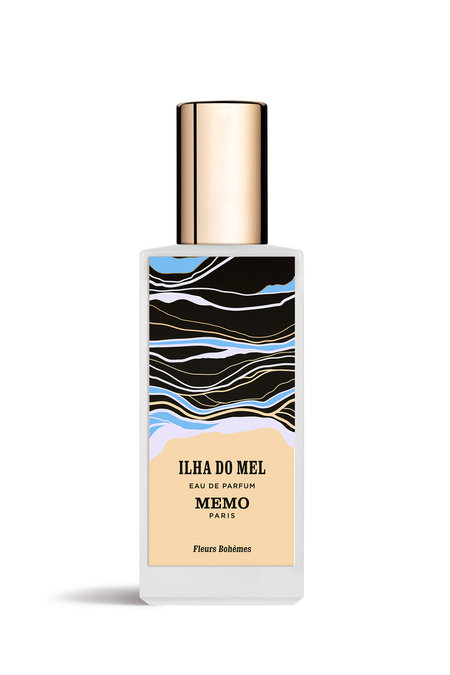 ILHA DO MEL
EAU DE PARFUM
MEMO
PARIS
Fleurs Bohèmes